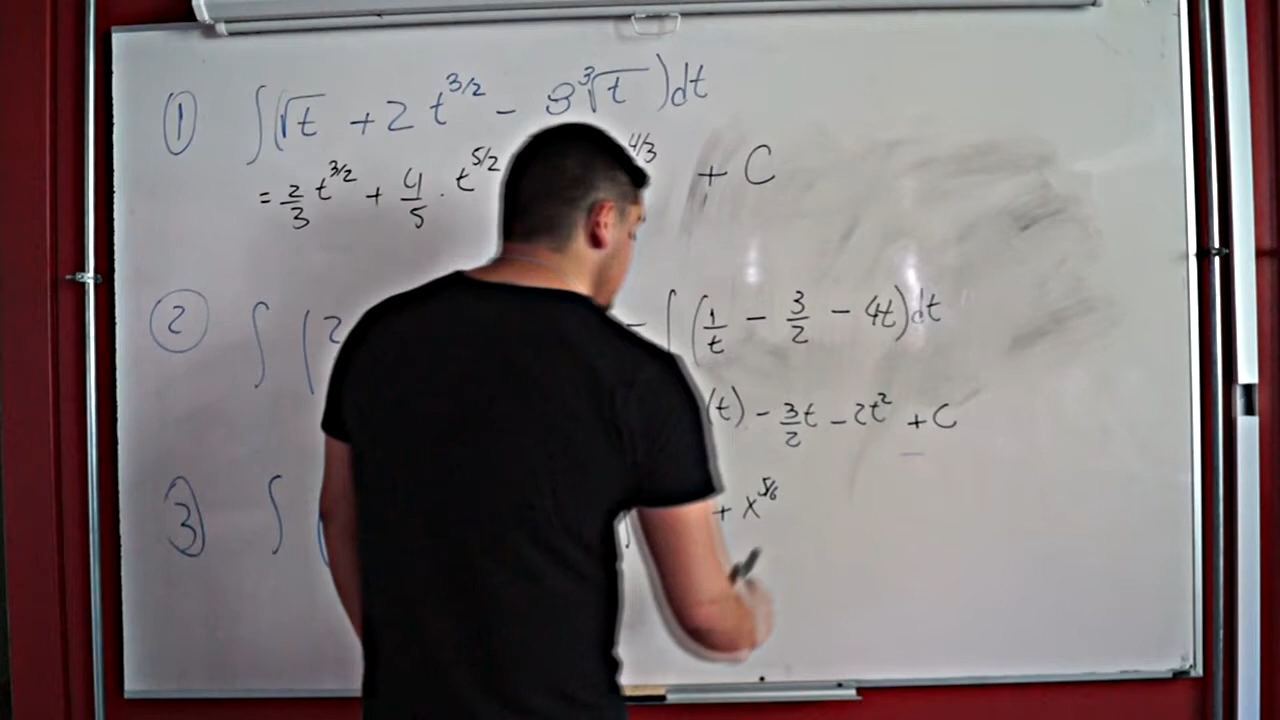 ① ∫(√t + 2 t^{3/2} - 8 ∛t) dt
= 2/3 t^{3/2} + 4/5 · t^{5/2} 4/3 + C
② ∫ (2 - ∫ (1/t - 3/2 - 4t) dt
(t) - 3/2 t - 2t² + C
③ ∫ ( + x^{5/6}